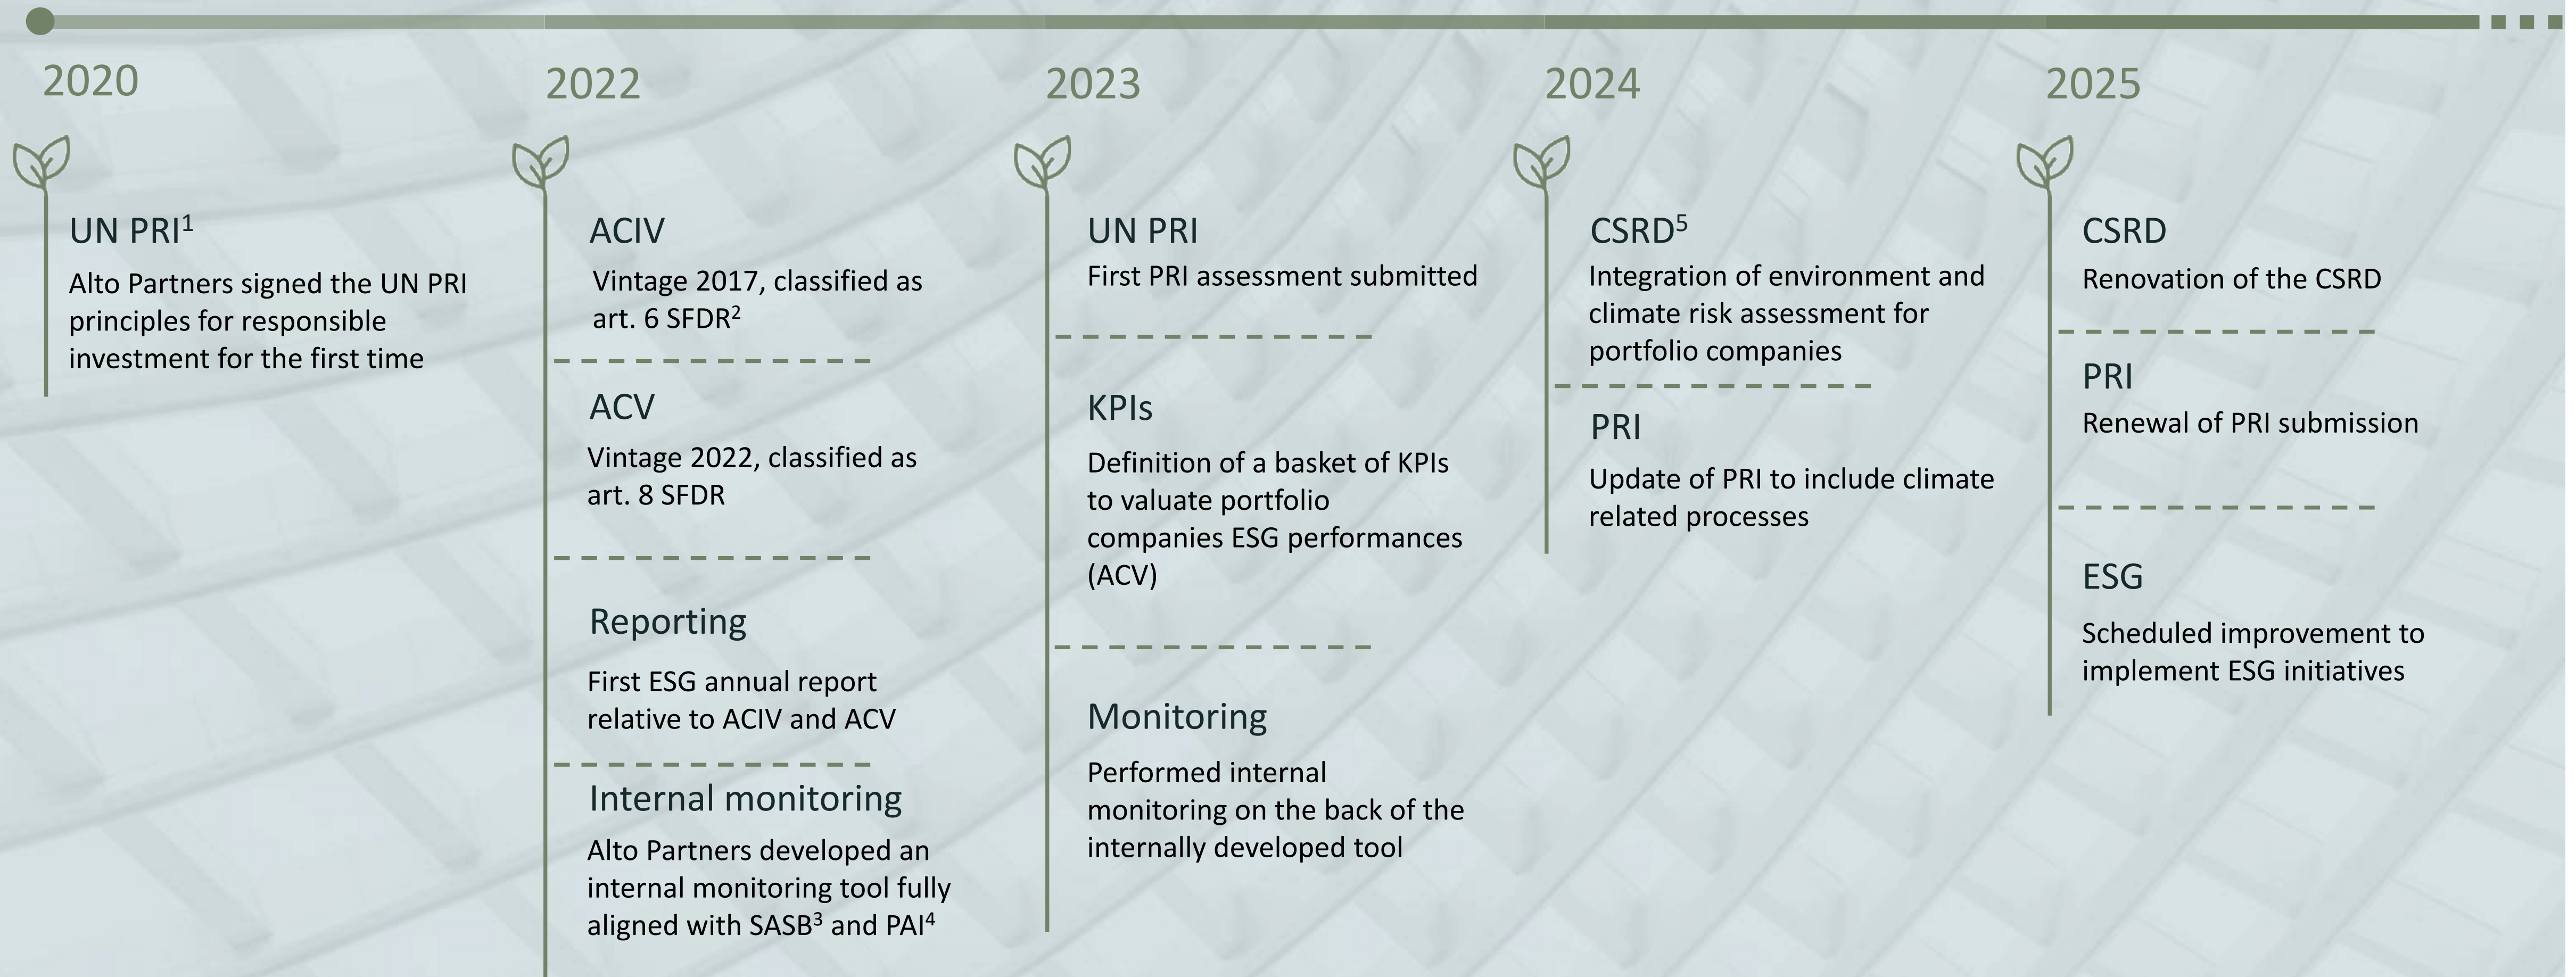 2020
UN PRI¹
Alto Partners signed the UN PRI
principles for responsible
investment for the first time
2022
ACIV
Vintage 2017, classified as
art. 6 SFDR²
ACV
Vintage 2022, classified as
art. 8 SFDR
Reporting
First ESG annual report
relative to ACIV and ACV
Internal monitoring
Alto Partners developed an
internal monitoring tool fully
aligned with SASB³ and PAI⁴
2023
UN PRI
First PRI assessment submitted
KPIs
Definition of a basket of KPIs
to valuate portfolio
companies ESG performances
(ACV)
Monitoring
Performed internal
monitoring on the back of the
internally developed tool
2024
CSRD⁵
Integration of environment and
climate risk assessment for
portfolio companies
PRI
Update of PRI to include climate
related processes
2025
CSRD
Renovation of the CSRD
PRI
Renewal of PRI submission
ESG
Scheduled improvement to
implement ESG initiatives